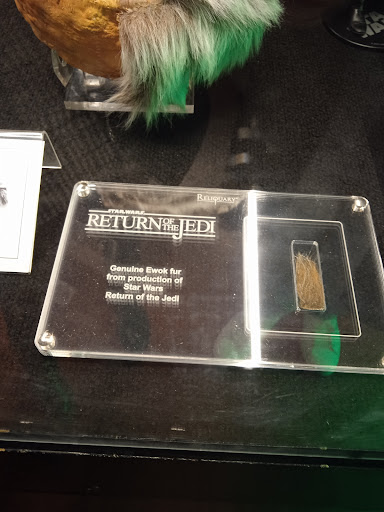 RELIQUARY
STAR WARS
RETURN OF THE JEDI
Genuine Ewok fur
from production of
Star Wars
Return of the Jedi